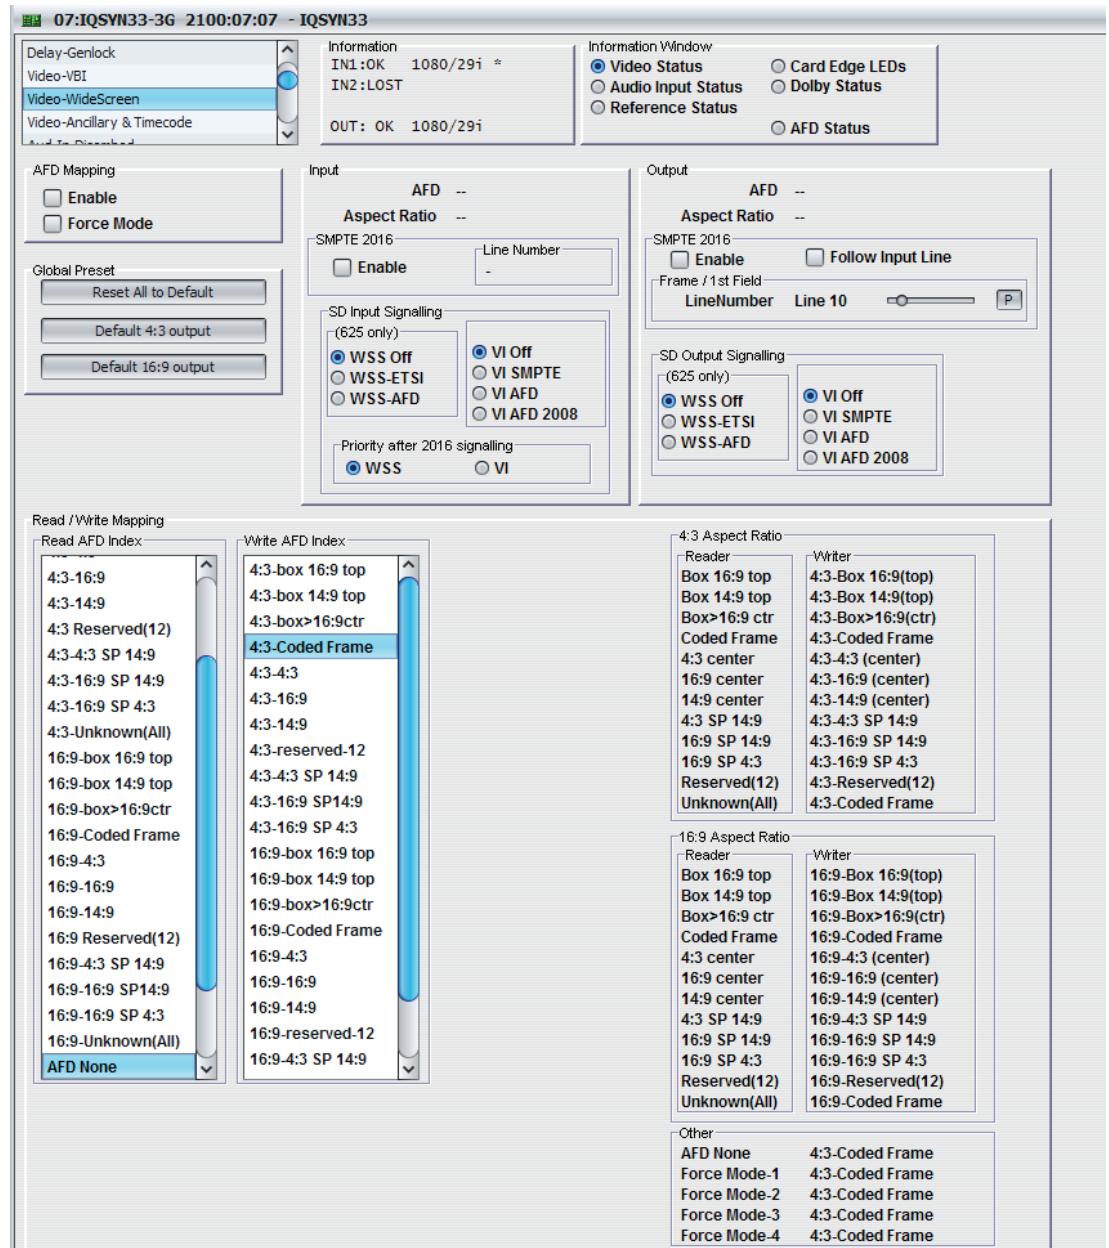 07:IQSYN33-3G 2100:07:07 - IQSYN33
Delay-Genlock
Video-VBI
Video-WideScreen
Video-Ancillary & Timecode
Information
IN1:OK 1080/29i *
IN2:LOST
OUT: OK 1080/29i
Information Window
Video Status
Card Edge LEDs
Audio Input Status
Dolby Status
Reference Status
AFD Status
AFD Mapping
Enable
Force Mode
Global Preset
Reset All to Default
Default 4:3 output
Default 16:9 output
Input
AFD --
Aspect Ratio --
SMPTE 2016
Enable
Line Number
-
SD Input Signalling
(625 only)
WSS Off
WSS-ETSI
WSS-AFD
VI Off
VI SMPTE
VI AFD
VI AFD 2008
Priority after 2016 signalling
WSS
VI
Output
AFD --
Aspect Ratio --
SMPTE 2016
Enable
Follow Input Line
Frame / 1st Field
LineNumber Line 10
P
SD Output Signalling
(625 only)
WSS Off
WSS-ETSI
WSS-AFD
VI Off
VI SMPTE
VI AFD
VI AFD 2008
Read / Write Mapping
Read AFD Index
4:3-16:9
4:3-14:9
4:3 Reserved(12)
4:3-4:3 SP 14:9
4:3-16:9 SP 14:9
4:3-16:9 SP 4:3
4:3-Unknown(All)
16:9-box 16:9 top
16:9-box 14:9 top
16:9-box>16:9ctr
16:9-Coded Frame
16:9-4:3
16:9-16:9
16:9-14:9
16:9 Reserved(12)
16:9-4:3 SP 14:9
16:9-16:9 SP14:9
16:9-16:9 SP 4:3
16:9-Unknown(All)
AFD None
Write AFD Index
4:3-box 16:9 top
4:3-box 14:9 top
4:3-box>16:9ctr
4:3-Coded Frame
4:3-4:3
4:3-16:9
4:3-14:9
4:3-reserved-12
4:3-4:3 SP 14:9
4:3-16:9 SP14:9
4:3-16:9 SP 4:3
16:9-box 16:9 top
16:9-box 14:9 top
16:9-box>16:9ctr
16:9-Coded Frame
16:9-4:3
16:9-16:9
16:9-14:9
16:9-reserved-12
16:9-4:3 SP 14:9
4:3 Aspect Ratio
Reader Writer
Box 16:9 top 4:3-Box 16:9(top)
Box 14:9 top 4:3-Box 14:9(top)
Box>16:9 ctr 4:3-Box>16:9(ctr)
Coded Frame 4:3-Coded Frame
4:3 center 4:3-4:3 (center)
16:9 center 4:3-16:9 (center)
14:9 center 4:3-14:9 (center)
4:3 SP 14:9 4:3-4:3 SP 14:9
16:9 SP 14:9 4:3-16:9 SP 14:9
16:9 SP 4:3 4:3-16:9 SP 4:3
Reserved(12) 4:3-Reserved(12)
Unknown(All) 4:3-Coded Frame
16:9 Aspect Ratio
Reader Writer
Box 16:9 top 16:9-Box 16:9(top)
Box 14:9 top 16:9-Box 14:9(top)
Box>16:9 ctr 16:9-Box>16:9(ctr)
Coded Frame 16:9-Coded Frame
4:3 center 16:9-4:3 (center)
16:9 center 16:9-16:9 (center)
14:9 center 16:9-14:9 (center)
4:3 SP 14:9 16:9-4:3 SP 14:9
16:9 SP 14:9 16:9-16:9 SP 14:9
16:9 SP 4:3 16:9-16:9 SP 4:3
Reserved(12) 16:9-Reserved(12)
Unknown(All) 16:9-Coded Frame
Other
AFD None 4:3-Coded Frame
Force Mode-1 4:3-Coded Frame
Force Mode-2 4:3-Coded Frame
Force Mode-3 4:3-Coded Frame
Force Mode-4 4:3-Coded Frame